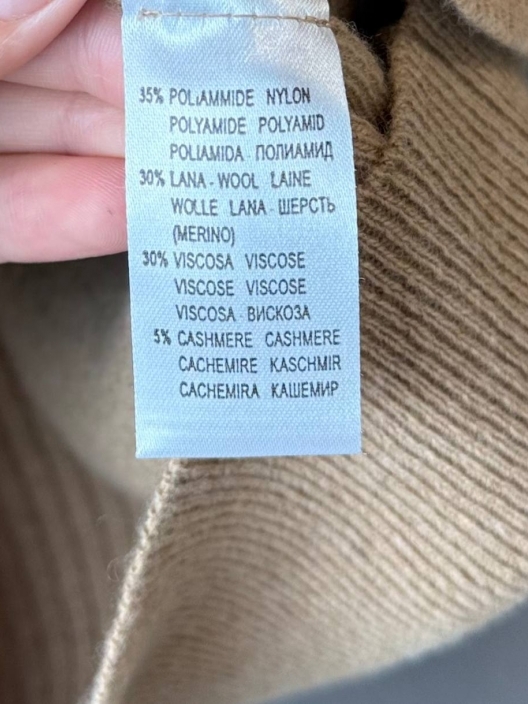 35% POLIAMMIDE NYLON
POLYAMIDE POLYAMID
POLIAMIDA · ПОЛИАМИД
30% LANA - WOOL LAINE
WOLLE LANA · ШЕРСТЬ
(MERINO)
30% VISCOSA VISCOSE
VISCOSE VISCOSE
VISCOSA · ВИСКОЗА
5% CASHMERE CASHMERE
CACHEMIRE KASCHMIR
CACHEMIRA КАШЕМИР